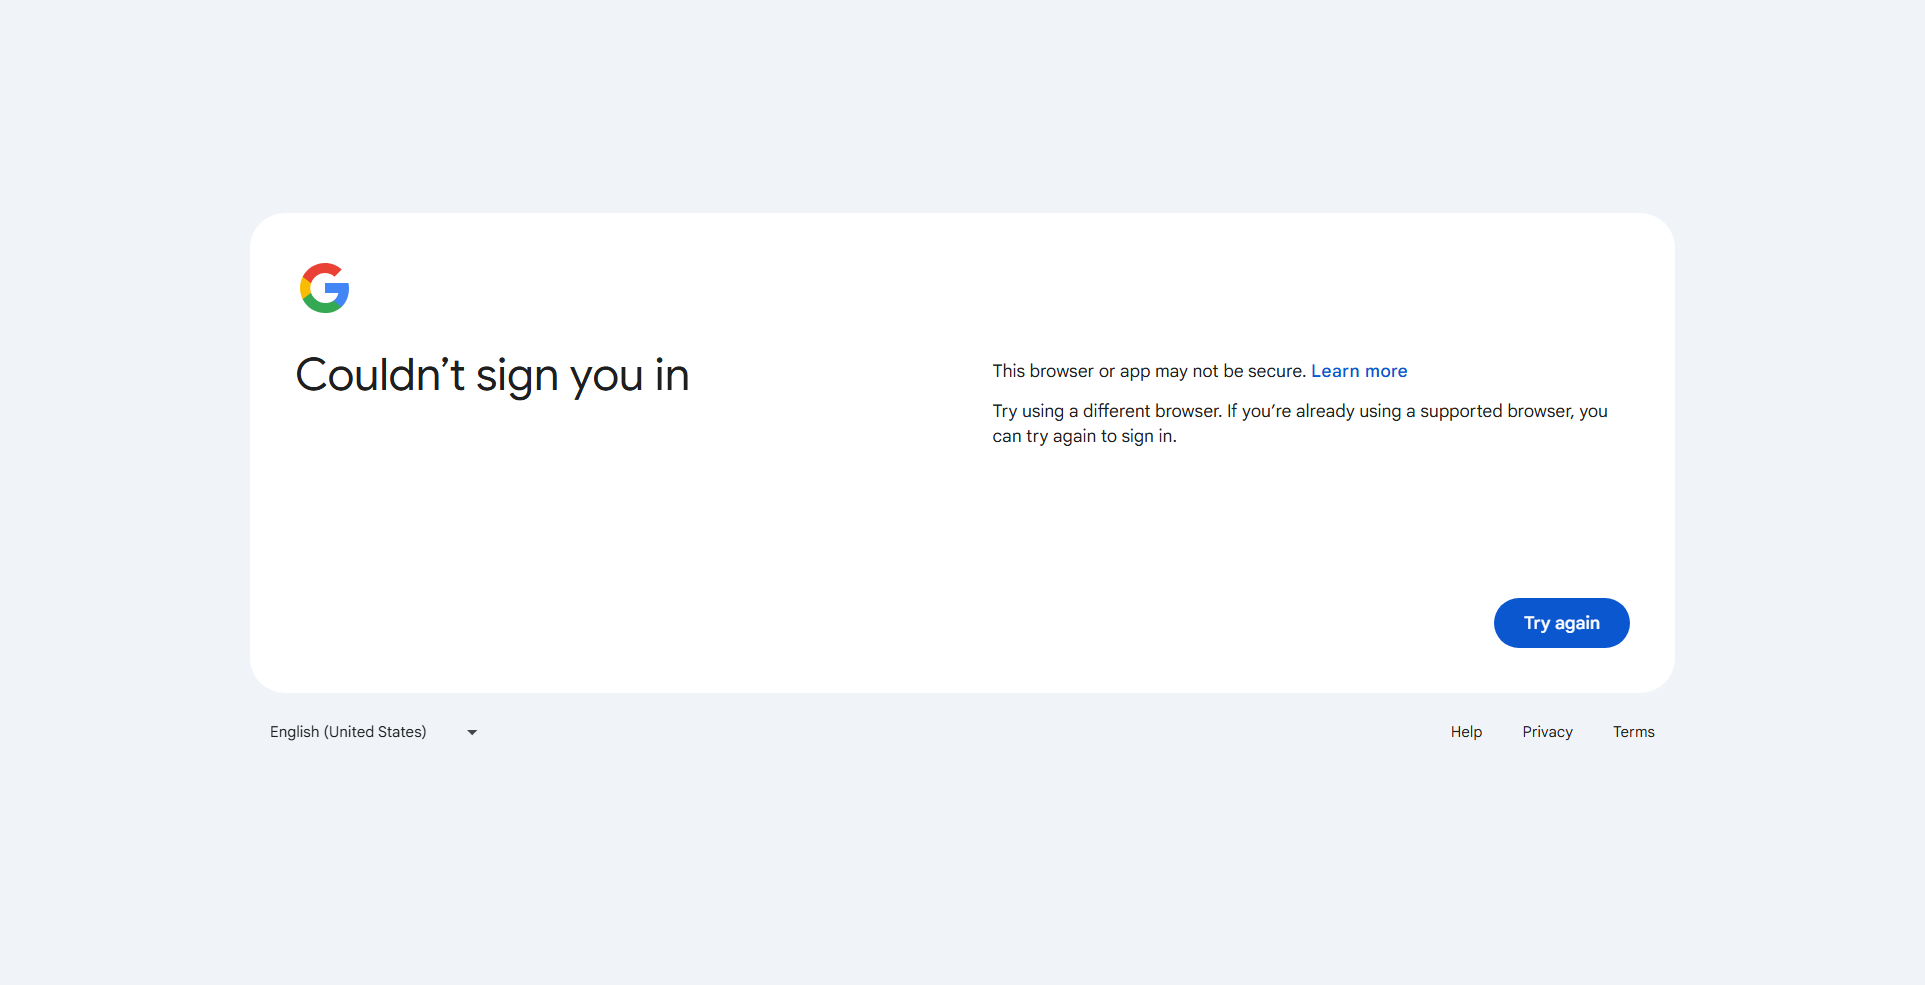 Couldn’t sign you in
This browser or app may not be secure. Learn more
Try using a different browser. If you’re already using a supported browser, you
can try again to sign in.
Try again
English (United States)
Help Privacy Terms